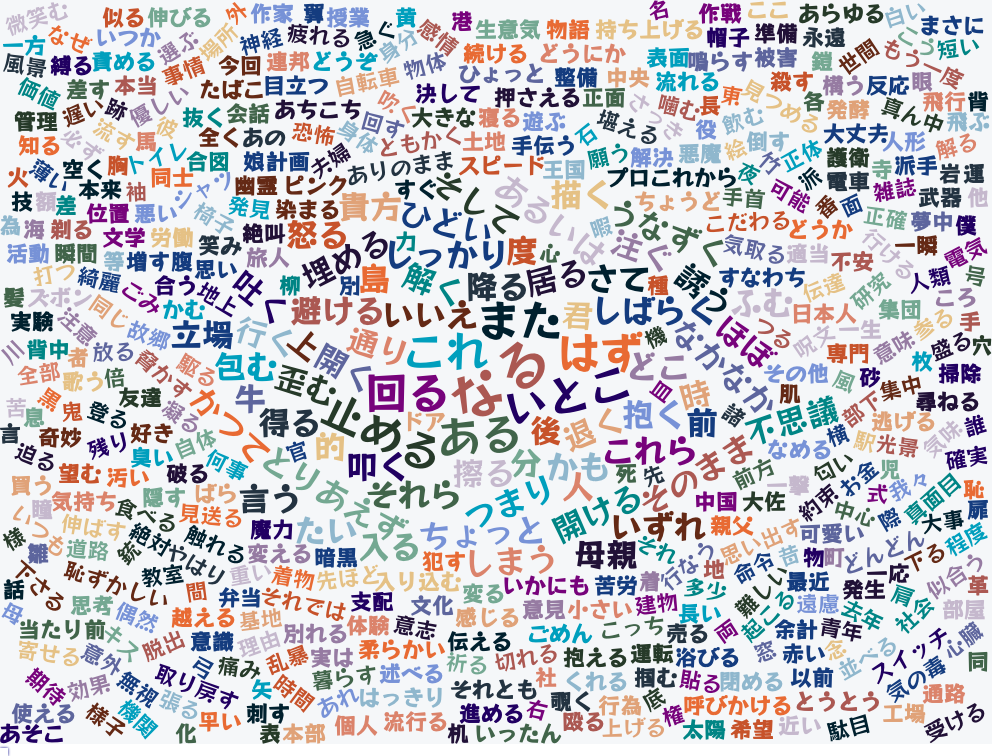 微笑む 似る 伸びる 外 作家 翼 授業 黄 港 生意気 物語 持ち上げる 名 作戦 ここ あらゆる 白い まさに
一方 なぜ いつか 選ぶ 場所 神経 疲れる 急ぐ 身分 感情 続ける どうにか 帽子 準備 永遠 世間 もう一度 短い
風景 縛る 責める 事情 今回 連邦 どうぞ 物体 ひょっと 整備 中央 表面 鳴らす 被害 鎧
価値 差す 本当 たばこ 目立つ 自転車 吹く 決して 押さえる 正面 流れる 殺す 横う 反応 眼 飛行 背
管理 遅い 跡 優しい 抜く 会話 あちこち 回す 大きな 寝る 遊ぶ さっき 噛む 長 東 見つめる 各 発酵 真ん中 飛ぶ
知る 必ず 流す 馬 彼 全く あの 恐怖 身体 ともかく 土地 手伝う 石 堪える 役 飲む 絵 倒す 大丈夫 人形 解る
火 薄い 空く 胸 トイレ 合図 娘 計画 夫婦 ありのまま スピード 王国 願う 解決 悪魔 夜 子 正体 護衛 寺 派手 岩 運
技 額 差 本来 袖 同士 シャツ 幽霊 ピンク すぐ そして あるいは 描く プロ これから 手首 可能 派 電車 雑誌 武器 他
為 海 剃る 位置 悪い 椅子 発見 染まる 貴方 ひどい うなずく ちょうど こだわる どうか 番 面 正確 夢中 僕
活動 瞬間 文学 労働 笑み 絶叫 怒る 力 しっかり 度 心 暇 注ぐ 気取る 適当 不安 行ける 一瞬 電気
打つ 綺麗 等 増す 腹 思い 旅人 埋める 柳 別 島 解く 降る 居る さて 種 誘う すなわち 伝達 研究 人類 号
髪 ズボン 同じ ごみ かむ 合う 地上 吐く 避ける いいえ また 君 しばらく ふむ 日本人 集団 ころ
実験 注意 故郷 立場 行く 上 通り これ る はず 機 ほぼ つる 呟く 一生 参る 手
川 背中 者 放る 脅かす 駆る 包む 開く 回る な いとこ どこ なかなか 専門 意味 枚 盛る 穴
全部 歌う 倍 友達 凝る 牛 歪む ドア ある 皿 時 諸 その他 肌 風 砂 集中 掃除
苦 息 黒 鬼 登る かつて 得る 止める 後 退く 抱く 前 不思議 部下 逃げる 尋ねる
言 奇妙 残り 好き 自体 官 的 叩く 擦る 分 かも これら そのまま なめる 横 駅 光景 気味 誰
迫る 望む 汚い 臭い 破る 何事 とりあえず それら つまり 人 死 先 前方 一撃 匂い お金 児 確実
買う 瞳 気持ち 隠す ばら 言う 開ける 中国 大佐 約束 中心 式 我々 真面目 恥
いつも 伸ばす 食べる 見送る 魔力 たい 入る ちょっと いずれ 親父 思い出す 可愛い 際 大事 扉
様 雛 道路 銃 絶対 やはり 触れる 変える 暗黒 犯す しまう 母親 それ 行なう 苗 物 町 どんどん 下る 程度
話 下さる 恥ずかしい 教室 重い 着物 先ほど 入り込む 変る いかにも 苦労 着 地 命令 難しい 最近 発生 一応 似合う
母 思考 偶然 間 弁当 それでは 支配 文化 感じる 意見 小さい 建物 多少 長い 起こる 遠慮 去年 肩 社会 革
当たり前 キス 越える 基地 体験 意志 伝える ごめん こっち 売る 両 余計 青年 部屋
寄せる 意外 脱出 意識 理由 別れる 実は 柔らかい 祈る 切れる 抱える 運転 浴びる 窓 赤い 念 並べる スイッチ 心臓 同
期待 効果 無視 弓 痛み 乱暴 暮らす 述べる 社 くれる 掴む 貼る 閉める 以前 気の毒
張る 取り戻す 矢 時間 あれ はっきり それとも 覗く 行為 底 呼びかける とうとう 通路
使える 様子 機関 早い 刺す 個人 流行る 進める 右 殴る 上げる 権 近い 工場 受ける
あそこ 化 表 本部 机 いったん 太陽 希望 駄目